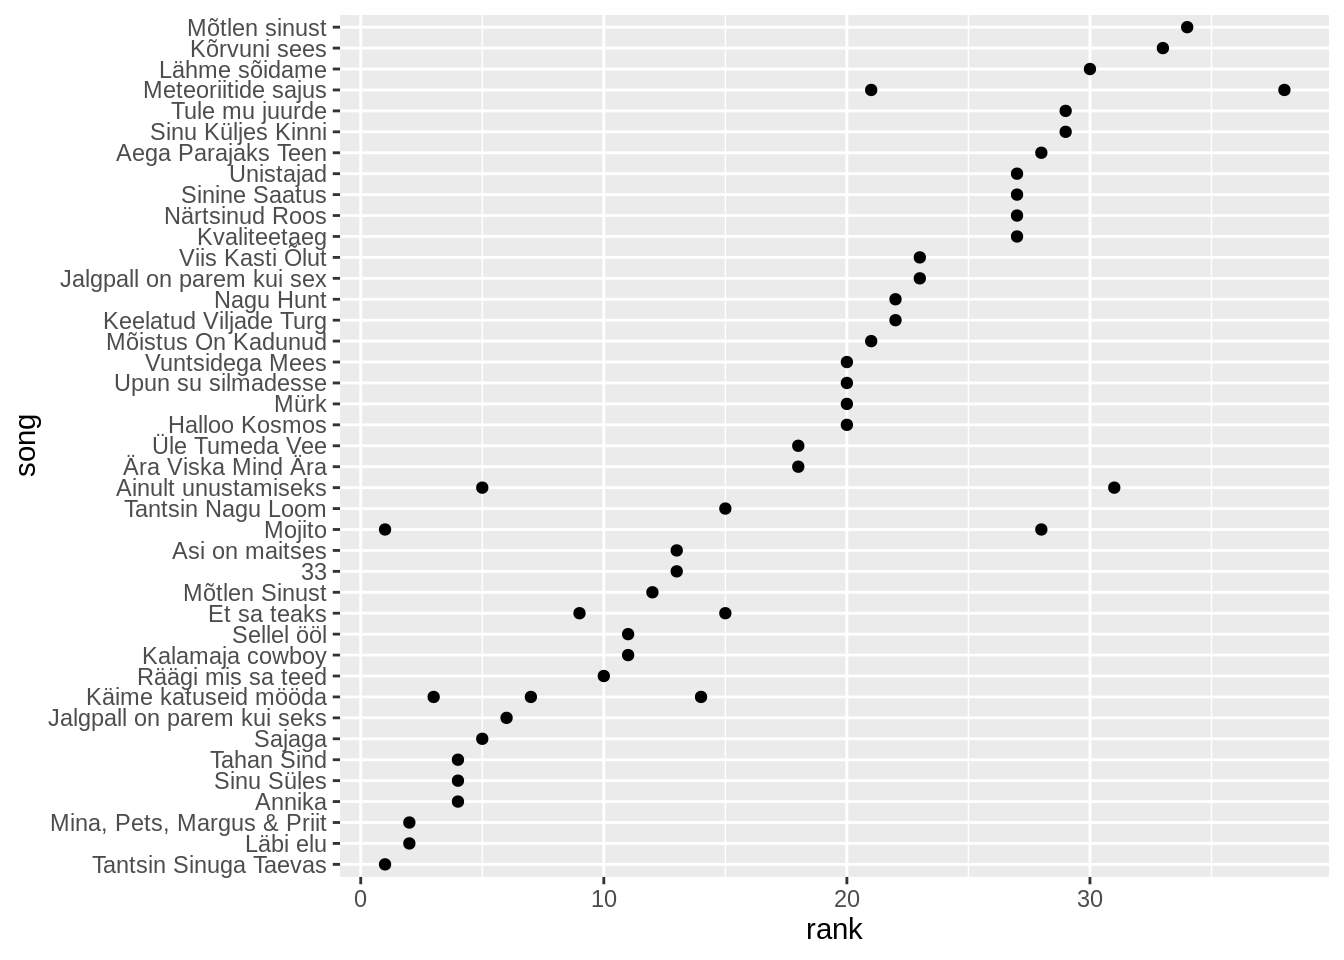 Mõtlen sinust
Kõrvuni sees
Lähme sõidame
Meteoriitide sajus
Tule mu juurde
Sinu Küljes Kinni
Aega Parajaks Teen
Unistajad
Sinine Saatus
Närtsinud Roos
Kvaliteetaeg
Viis Kasti Õlut
Jalgpall on parem kui sex
Nagu Hunt
Keelatud Viljade Turg
Mõistus On Kadunud
Vuntsidega Mees
Upun su silmadesse
Mürk
Halloo Kosmos
Üle Tumeda Vee
Ära Viska Mind Ära
Ainult unustamiseks
Tantsin Nagu Loom
Mojito
Asi on maitses
33
Mõtlen Sinust
Et sa teaks
Sellel ööl
Kalamaja cowboy
Räägi mis sa teed
Käime katuseid mööda
Jalgpall on parem kui seks
Sajaga
Tahan Sind
Sinu Süles
Annika
Mina, Pets, Margus & Priit
Läbi elu
Tantsin Sinuga Taevas
song
0 10 20 30
rank